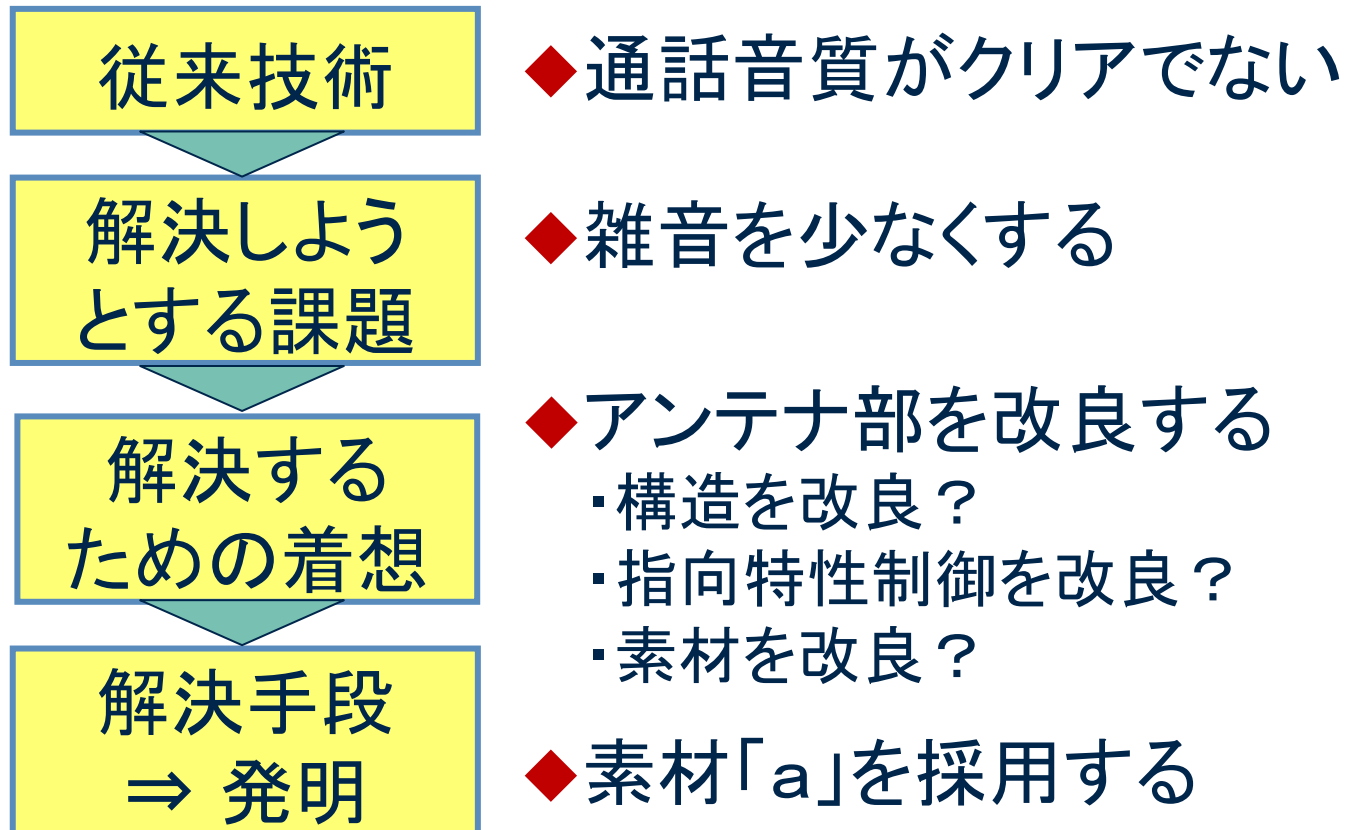 従来技術
◆通話音質がクリアでない
解決しよう
とする課題
◆雑音を少なくする
解決する
ための着想
◆アンテナ部を改良する
・構造を改良？
・指向特性制御を改良？
・素材を改良？
解決手段
⇒ 発明
◆素材「ａ」を採用する